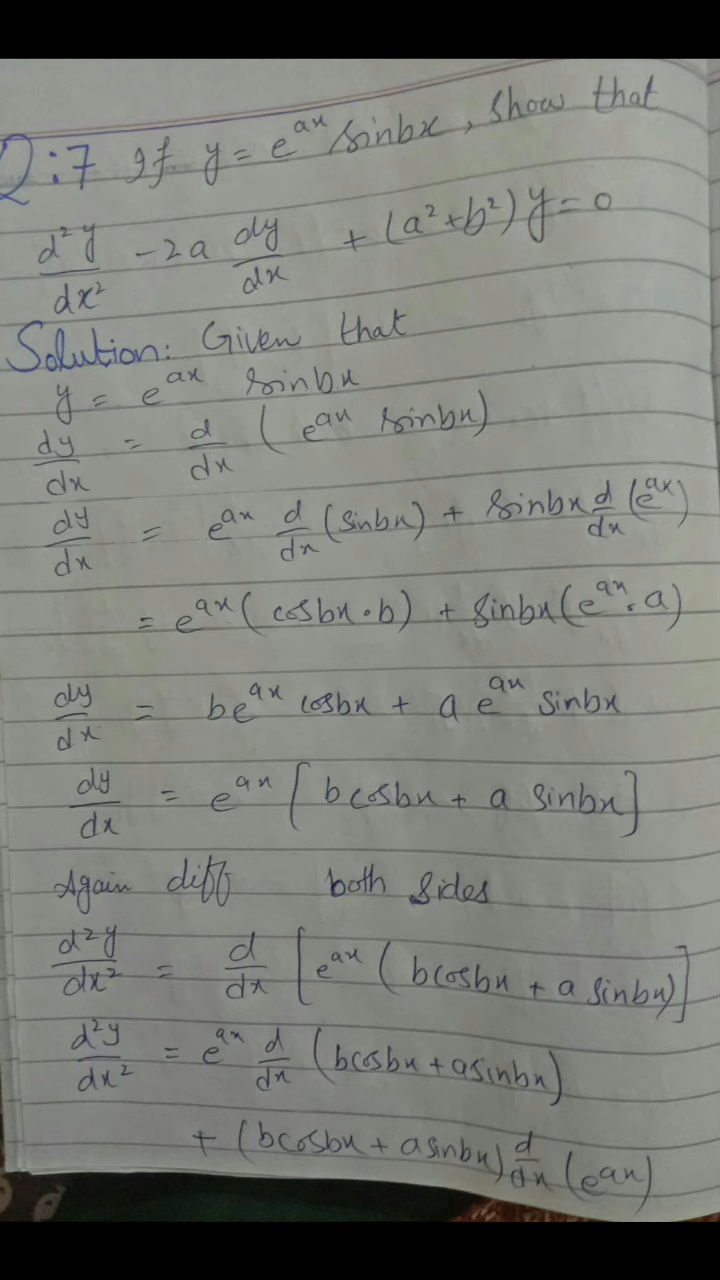 Q:7 If y = e^{ax} sinbx, show that
d²y/dx² - 2a dy/dx + (a²+b²)y = 0
Solution: Given that
y = e^{ax} sinbx
dy/dx = d/dx (e^{ax} sinbx)
dy/dx = e^{ax} d/dx (sinbx) + sinbx d/dx (e^{ax})
= e^{ax} (cosbx·b) + sinbx (e^{ax}·a)
dy/dx = be^{ax} cosbx + a e^{ax} sinbx
dy/dx = e^{ax} [bcosbx + a sinbx]
Again diff both sides
d²y/dx² = d/dx [e^{ax} (bcosbx + a sinbx)]
d²y/dx² = e^{ax} d/dx (bcosbx + asinbx)
+ (bcosbx + asinbx) d/dx (e^{ax})